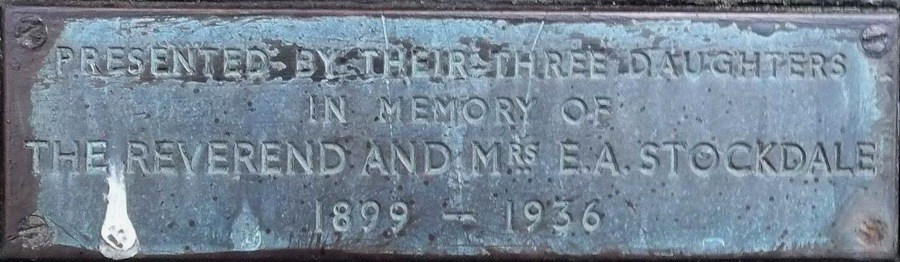 PRESENTED BY THEIR THREE DAUGHTERS
IN MEMORY OF
THE REVEREND AND MRS E.A. STOCKDALE
1899 — 1936